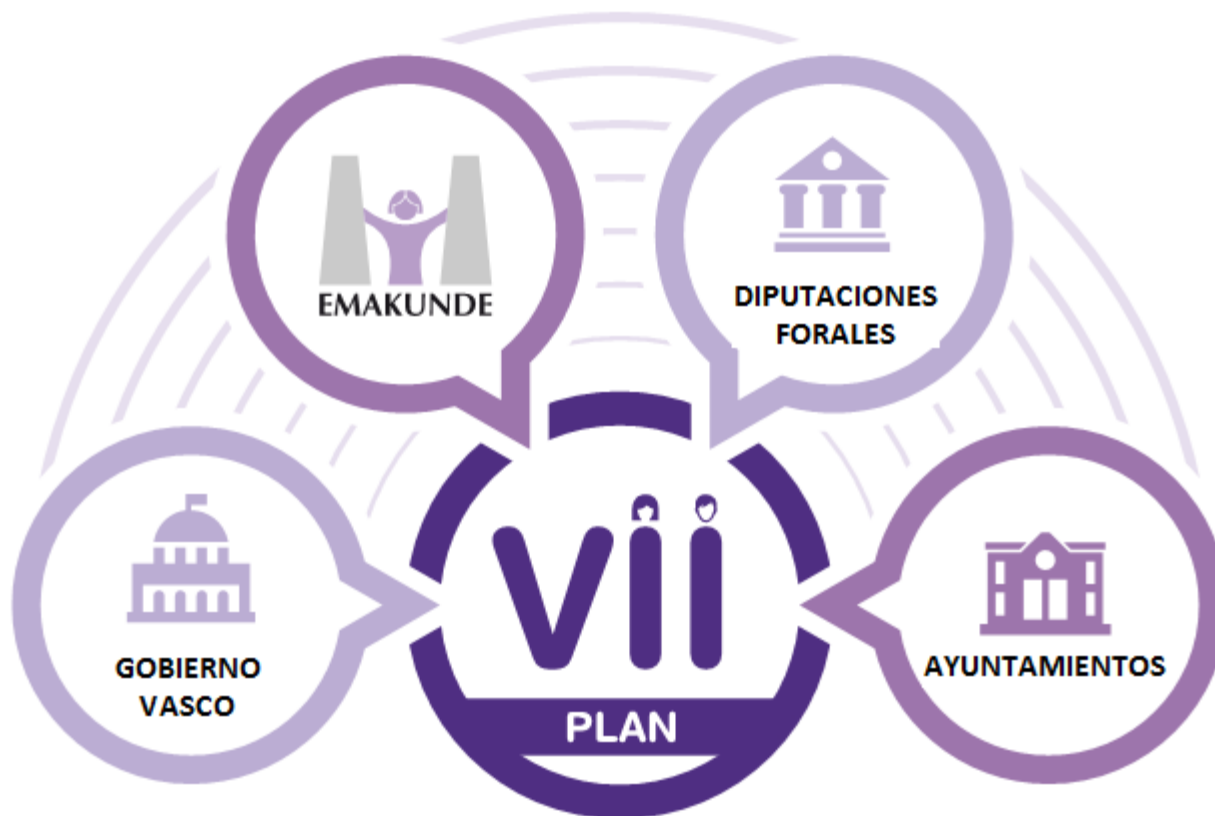 EMAKUNDE
DIPUTACIONES
FORALES
GOBIERNO
VASCO
AYUNTAMIENTOS
vii
PLAN